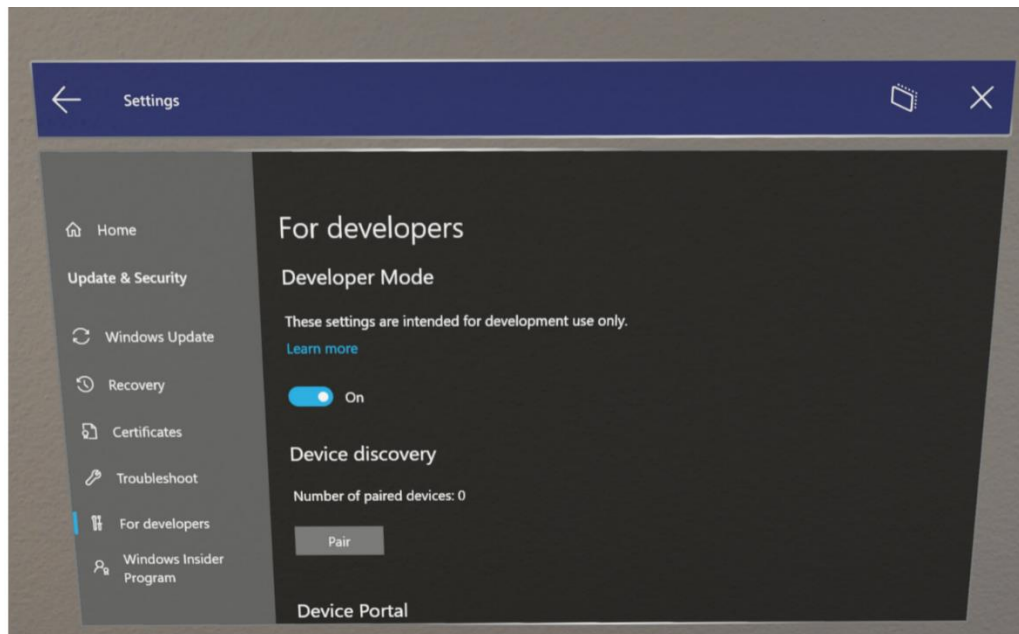 Settings
Home
Update & Security
Windows Update
Recovery
Certificates
Troubleshoot
For developers
Windows Insider
Program
For developers
Developer Mode
These settings are intended for development use only.
Learn more
On
Device discovery
Number of paired devices: 0
Pair
Device Portal